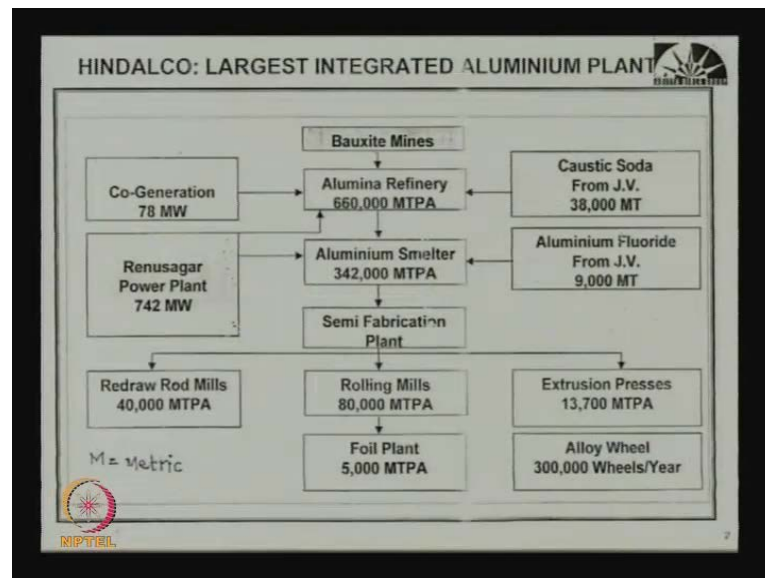 HINDALCO: LARGEST INTEGRATED ALUMINIUM PLANT
Bauxite Mines
Co-Generation
78 MW
Alumina Refinery
660,000 MTPA
Caustic Soda
From J.V.
38,000 MT
Renusagar
Power Plant
742 MW
Aluminium Smelter
342,000 MTPA
Aluminium Fluoride
From J.V.
9,000 MT
Semi Fabrication
Plant
Redraw Rod Mills
40,000 MTPA
Rolling Mills
80,000 MTPA
Extrusion Presses
13,700 MTPA
M= Metric
Foil Plant
5,000 MTPA
Alloy Wheel
300,000 Wheels/Year
NPTEL
7